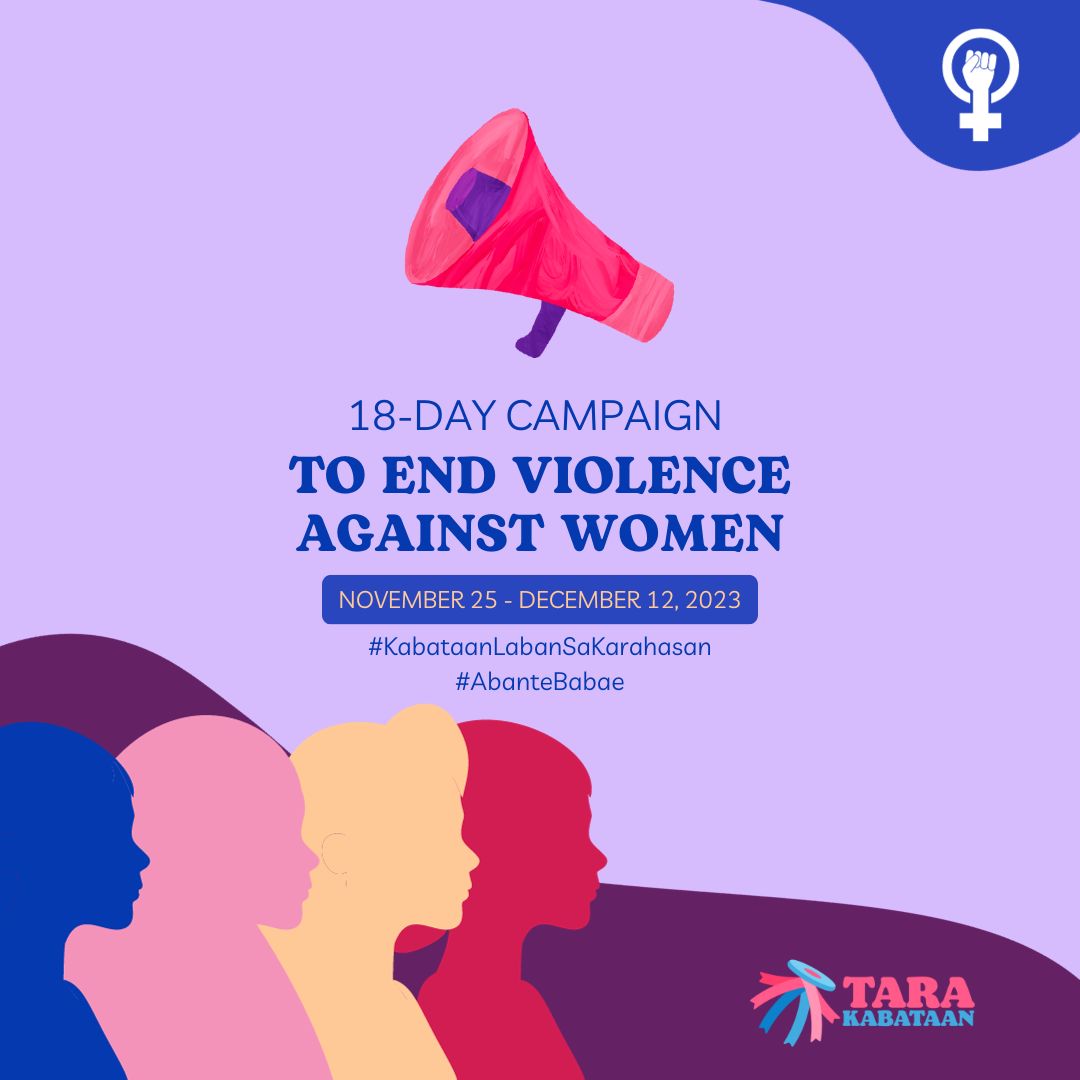 18-DAY CAMPAIGN
TO END VIOLENCE
AGAINST WOMEN
NOVEMBER 25 - DECEMBER 12, 2023
#KabataanLabanSaKarahasan
#AbanteBabae
TARA
KABATAAN